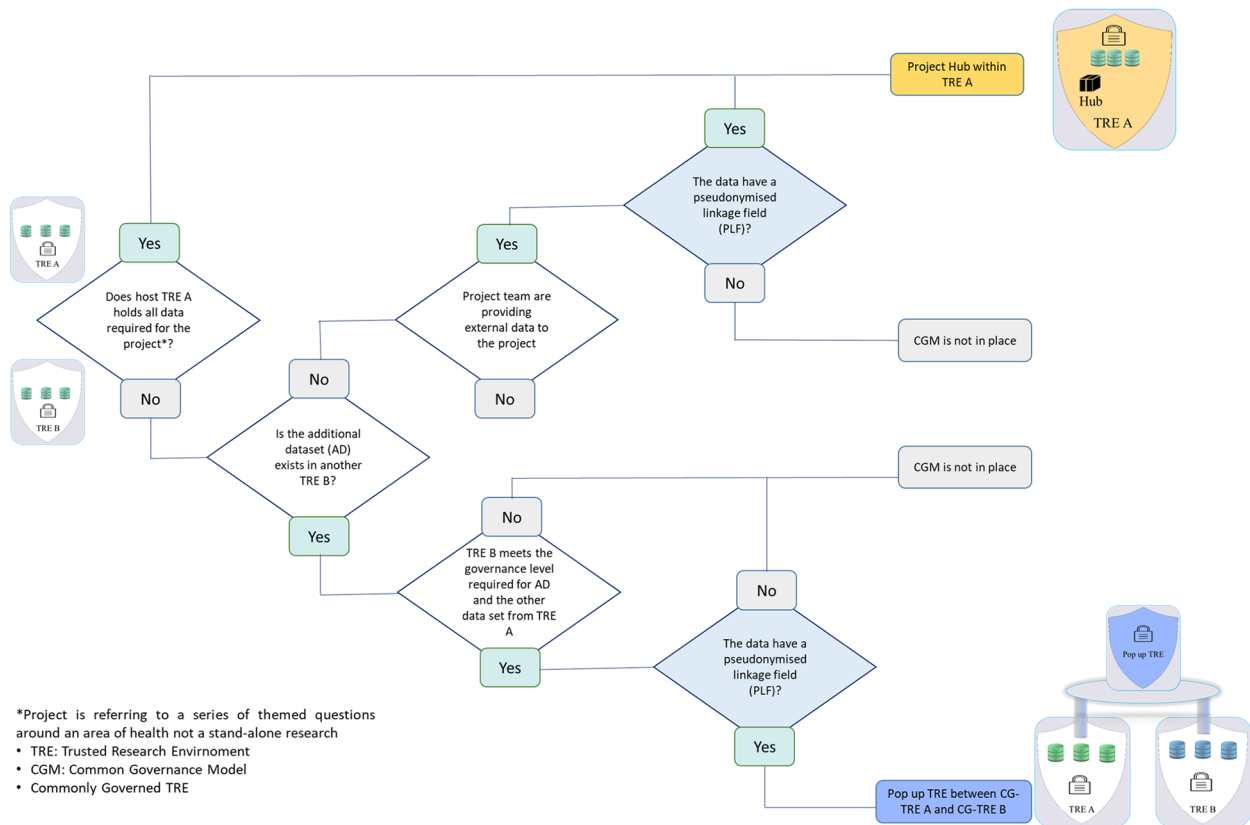 Project Hub within
TRE A
Hub
TRE A
Yes
The data have a
pseudonymised
linkage field
(PLF)?
No
Yes
Yes
TRE A
Does host TRE A
holds all data
required for the
project*?
Project team are
providing
external data to
the project
CGM is not in place
TRE B
No
No
No
Is the additional
dataset (AD)
exists in another
TRE B?
CGM is not in place
Yes
No
TRE B meets the
governance level
required for AD
and the other
data set from TRE
A
Yes
No
The data have a
pseudonymised
linkage field
(PLF)?
Yes
Pop up TRE
TRE A
TRE B
Pop up TRE between CG-
TRE A and CG-TRE B
*Project is referring to a series of themed questions
around an area of health not a stand-alone research
• TRE: Trusted Research Envirnoment
• CGM: Common Governance Model
• Commonly Governed TRE